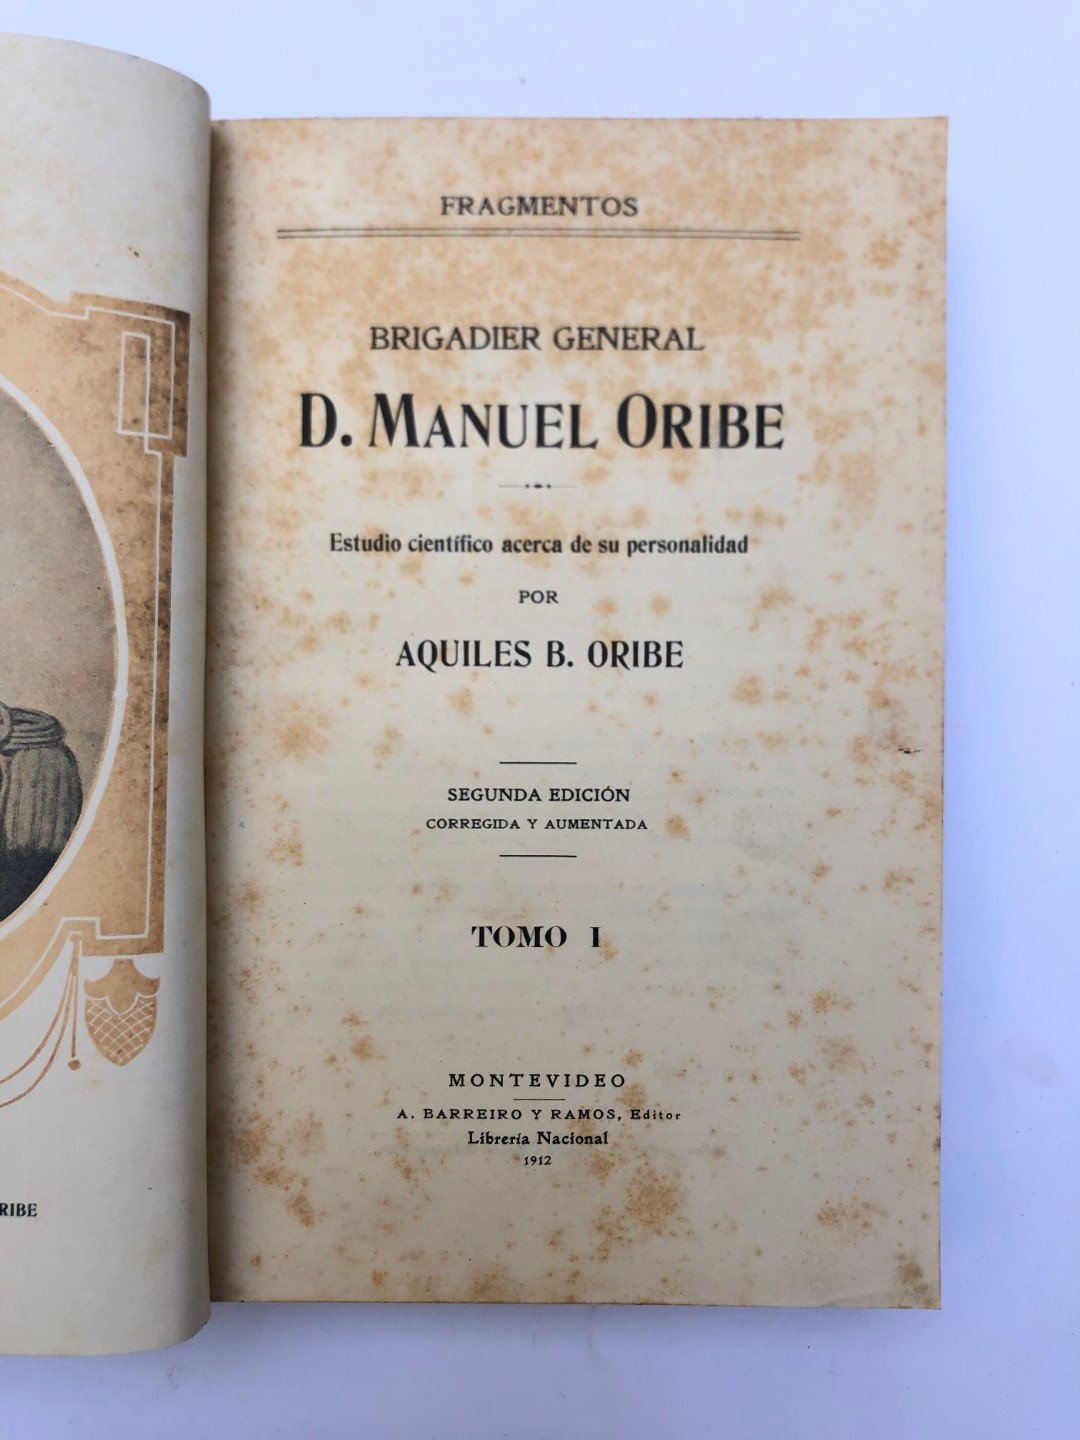 RIBE
FRAGMENTOS
BRIGADIER GENERAL
D. MANUEL ORIBE
Estudio científico acerca de su personalidad
POR
AQUILES B. ORIBE
SEGUNDA EDICIÓN
CORREGIDA Y AUMENTADA
TOMO I
MONTEVIDEO
A. BARREIRO Y RAMOS, Editor
Librería Nacional
1912